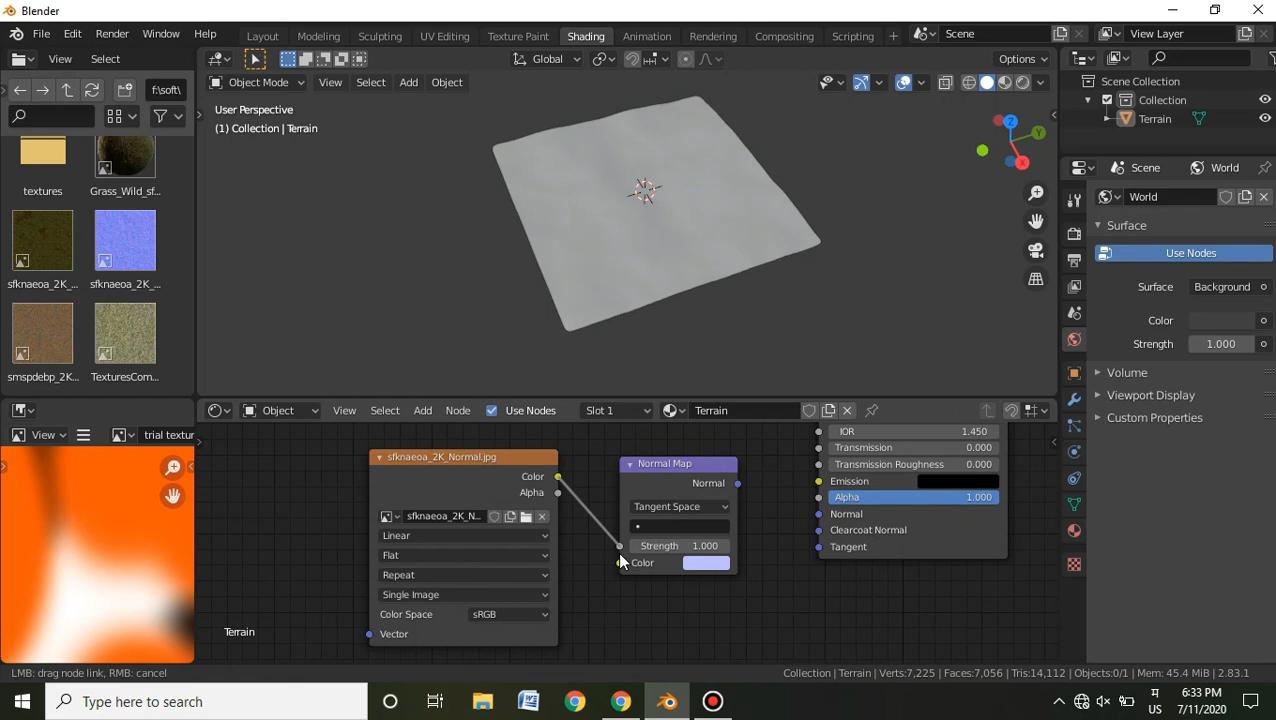 Blender
File Edit Render Window Help
Layout Modeling Sculpting UV Editing Texture Paint Shading Animation Rendering Compositing Scripting
Scene
View Layer
View Select
Global
Options
f:\soft\
Object Mode View Select Add Object
User Perspective
(1) Collection | Terrain
Z
Y
X
Scene Collection
Collection
Terrain
Scene
World
World
Surface
Use Nodes
Surface Background
Color
Strength 1.000
Volume
Viewport Display
Custom Properties
textures
Grass_Wild_sf...
sfknaeoa_2K_...
sfknaeoa_2K_...
smspdebp_2K...
TexturesCom...
View
trial textur
Object View Select Add Node Use Nodes Slot 1 Terrain
sfknaeoa_2K_Normal.jpg
Color
Alpha
sfknaeoa_2K_N...
Linear
Flat
Repeat
Single Image
Color Space sRGB
Vector
Normal Map
Normal
Tangent Space
Strength 1.000
Color
IOR 1.450
Transmission 0.000
Transmission Roughness 0.000
Emission
Alpha 1.000
Normal
Clearcoat Normal
Tangent
Terrain
LMB: drag node link, RMB: cancel
Collection | Terrain | Verts:7,225 | Faces:7,056 | Tris:14,112 | Objects:0/1 | Mem: 45.4 MiB | 2.83.1
Type here to search
म
US
6:33 PM
7/11/2020